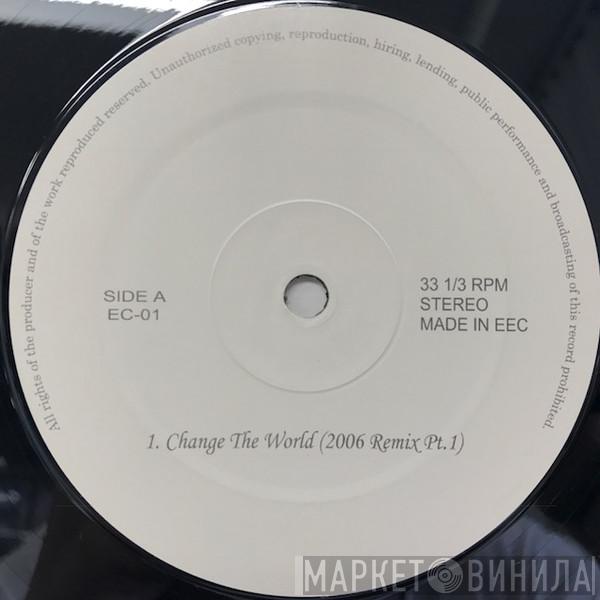 All rights of the producer and of the work reproduced reserved. Unauthorized copying, reproduction, hiring, lending, public performance and broadcasting of this record prohibited.
SIDE A
EC-01
33 1/3 RPM
STEREO
MADE IN EEC
1. Change The World (2006 Remix Pt.1)
МАРКЕТ ВИНИЛА